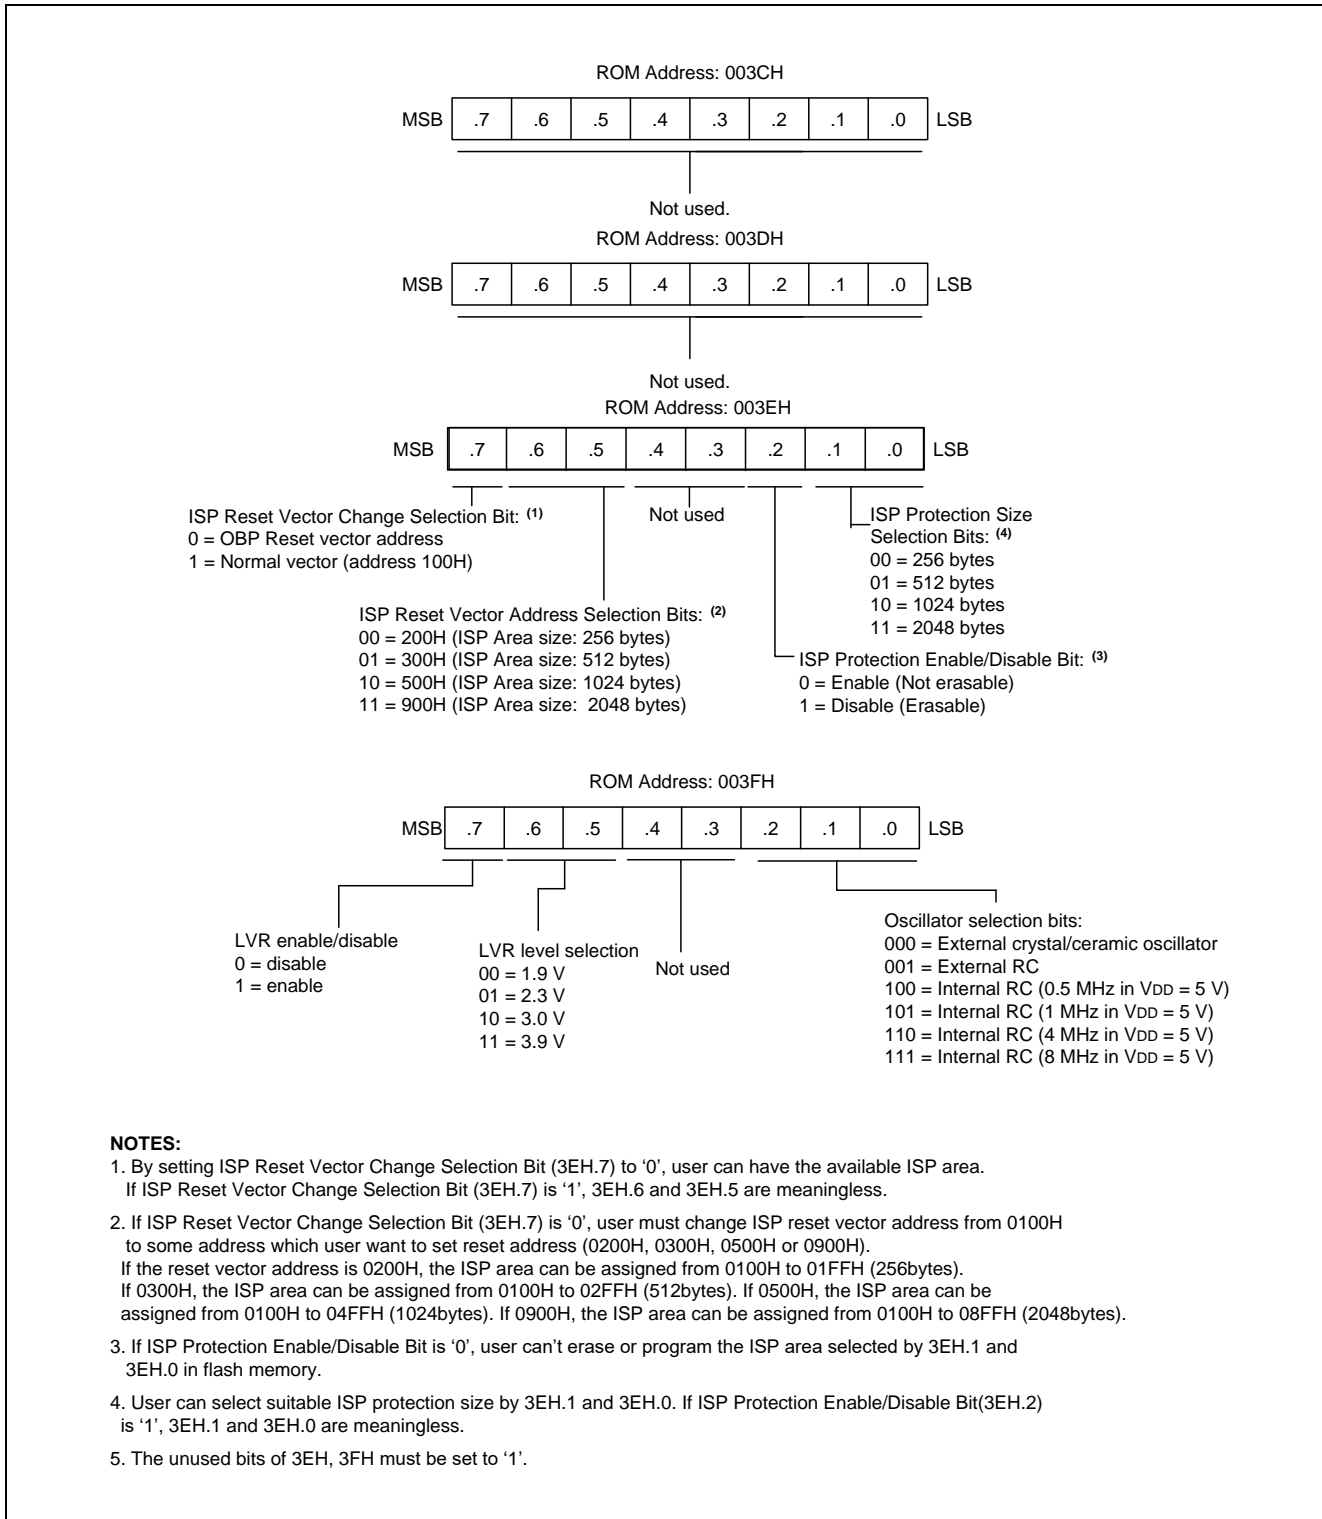 ROM Address: 003CH
MSB .7 .6 .5 .4 .3 .2 .1 .0 LSB
Not used.
ROM Address: 003DH
MSB .7 .6 .5 .4 .3 .2 .1 .0 LSB
Not used.
ROM Address: 003EH
MSB .7 .6 .5 .4 .3 .2 .1 .0 LSB
ISP Reset Vector Change Selection Bit: (1)
0 = OBP Reset vector address
1 = Normal vector (address 100H)
ISP Reset Vector Address Selection Bits: (2)
00 = 200H (ISP Area size: 256 bytes)
01 = 300H (ISP Area size: 512 bytes)
10 = 500H (ISP Area size: 1024 bytes)
11 = 900H (ISP Area size: 2048 bytes)
Not used
ISP Protection Size
Selection Bits: (4)
00 = 256 bytes
01 = 512 bytes
10 = 1024 bytes
11 = 2048 bytes
ISP Protection Enable/Disable Bit: (3)
0 = Enable (Not erasable)
1 = Disable (Erasable)
ROM Address: 003FH
MSB .7 .6 .5 .4 .3 .2 .1 .0 LSB
LVR enable/disable
0 = disable
1 = enable
LVR level selection
00 = 1.9 V
01 = 2.3 V
10 = 3.0 V
11 = 3.9 V
Not used
Oscillator selection bits:
000 = External crystal/ceramic oscillator
001 = External RC
100 = Internal RC (0.5 MHz in VDD = 5 V)
101 = Internal RC (1 MHz in VDD = 5 V)
110 = Internal RC (4 MHz in VDD = 5 V)
111 = Internal RC (8 MHz in VDD = 5 V)
NOTES:
1. By setting ISP Reset Vector Change Selection Bit (3EH.7) to ‘0’, user can have the available ISP area.
If ISP Reset Vector Change Selection Bit (3EH.7) is ‘1’, 3EH.6 and 3EH.5 are meaningless.
2. If ISP Reset Vector Change Selection Bit (3EH.7) is ‘0’, user must change ISP reset vector address from 0100H
to some address which user want to set reset address (0200H, 0300H, 0500H or 0900H).
If the reset vector address is 0200H, the ISP area can be assigned from 0100H to 01FFH (256bytes).
If 0300H, the ISP area can be assigned from 0100H to 02FFH (512bytes). If 0500H, the ISP area can be
assigned from 0100H to 04FFH (1024bytes). If 0900H, the ISP area can be assigned from 0100H to 08FFH (2048bytes).
3. If ISP Protection Enable/Disable Bit is ‘0’, user can’t erase or program the ISP area selected by 3EH.1 and
3EH.0 in flash memory.
4. User can select suitable ISP protection size by 3EH.1 and 3EH.0. If ISP Protection Enable/Disable Bit(3EH.2)
is ‘1’, 3EH.1 and 3EH.0 are meaningless.
5. The unused bits of 3EH, 3FH must be set to ‘1’.